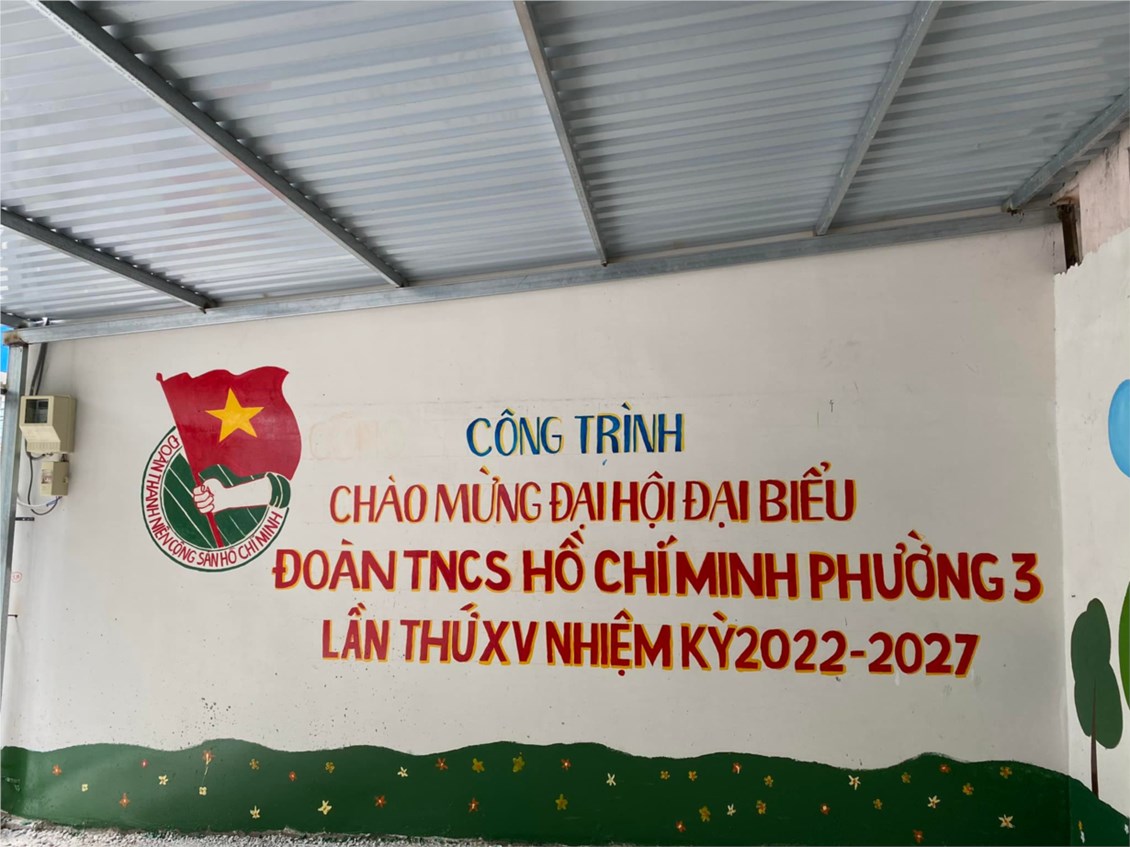 CÔNG TRÌNH
CHÀO MỪNG ĐẠI HỘI ĐẠI BIỂU
ĐOÀN TNCS HỒ CHÍ MINH PHƯỜNG 3
LẦN THỨ XV NHIỆM KỲ 2022-2027
ĐOÀN THANH NIÊN CỘNG SẢN HỒ CHÍ MINH